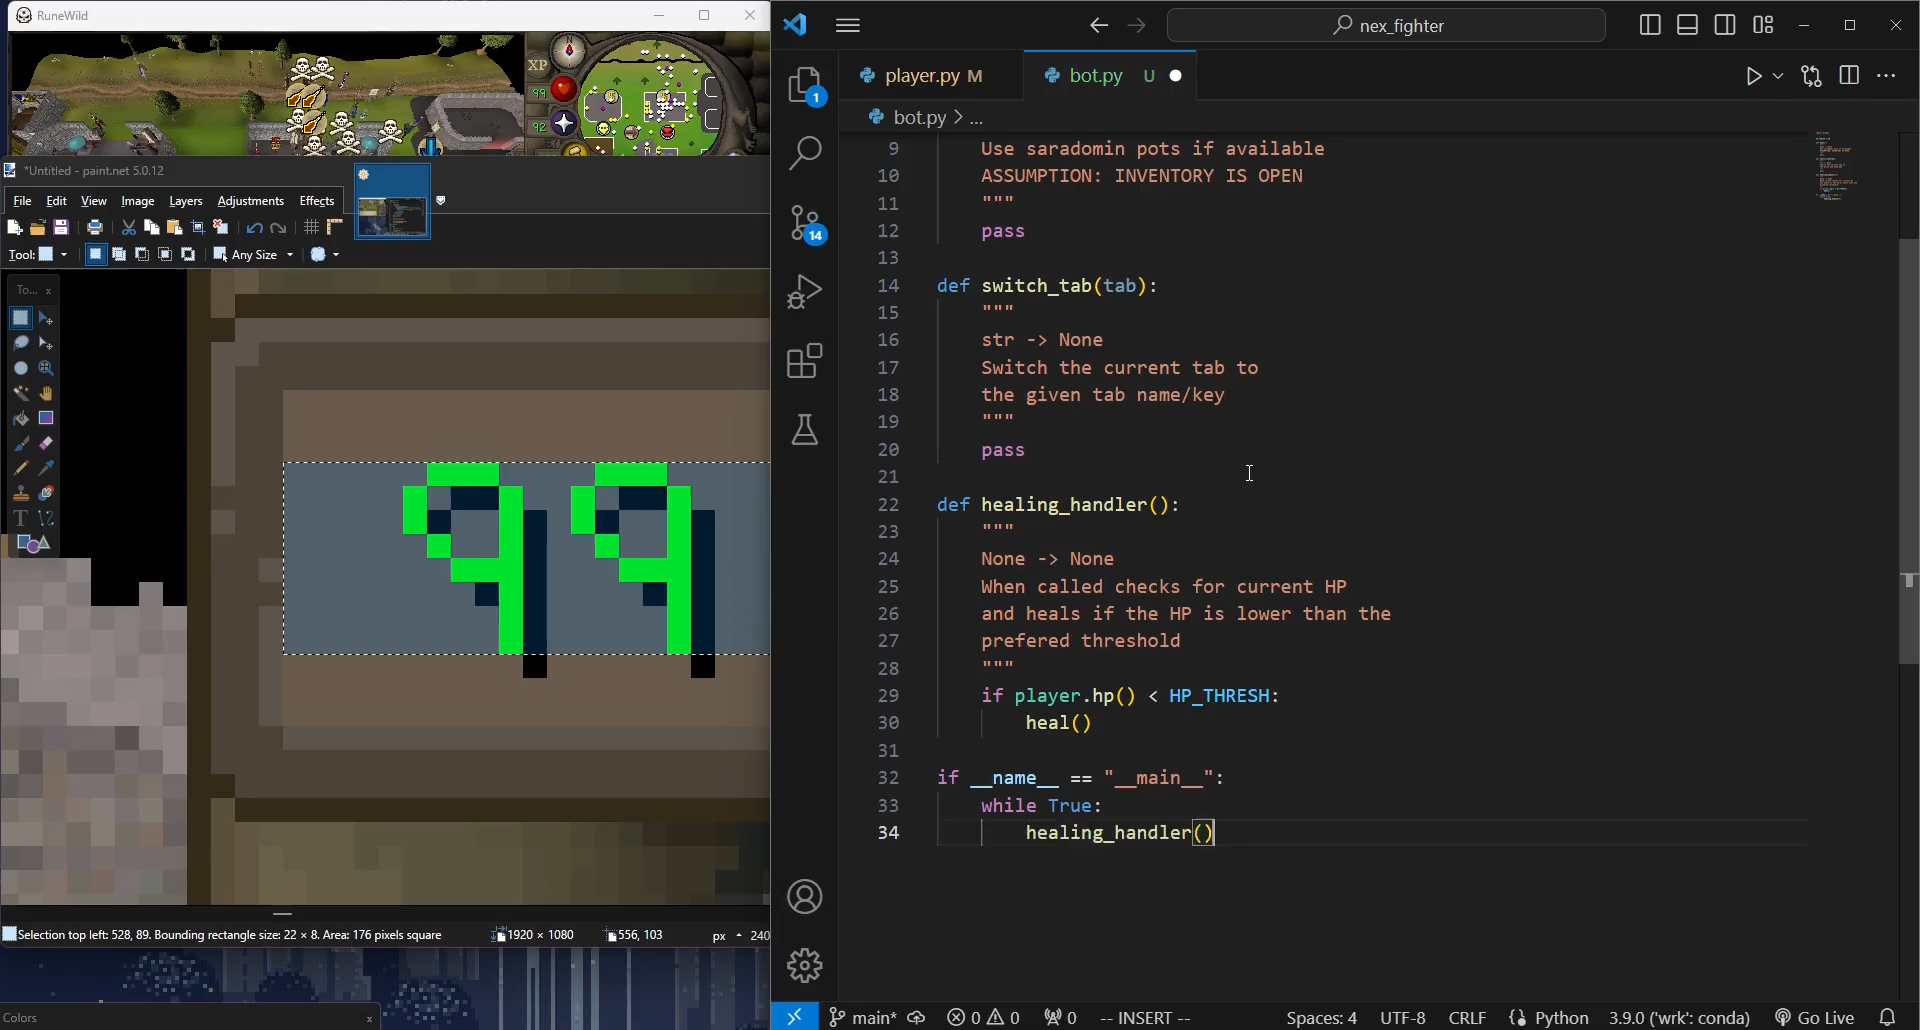 RuneWild
XP
99
92
*Untitled - paint.net 5.0.12
File Edit View Image Layers Adjustments Effects
Tool: Any Size
To...
99
Selection top left: 528, 89. Bounding rectangle size: 22 × 8. Area: 176 pixels square 1920 × 1080 556, 103 px 240
Colors
nex_fighter
player.py M
bot.py U
bot.py > ...
1
14
9 Use saradomin pots if available
10 ASSUMPTION: INVENTORY IS OPEN
11 """
12 pass
13
14 def switch_tab(tab):
15 """
16 str -> None
17 Switch the current tab to
18 the given tab name/key
19 """
20 pass
21
22 def healing_handler():
23 """
24 None -> None
25 When called checks for current HP
26 and heals if the HP is lower than the
27 prefered threshold
28 """
29 if player.hp() < HP_THRESH:
30 heal()
31
32 if __name__ == "__main__":
33 while True:
34 healing_handler()
main* 0 0 0 -- INSERT -- Spaces: 4 UTF-8 CRLF Python 3.9.0 ('wrk': conda) Go Live